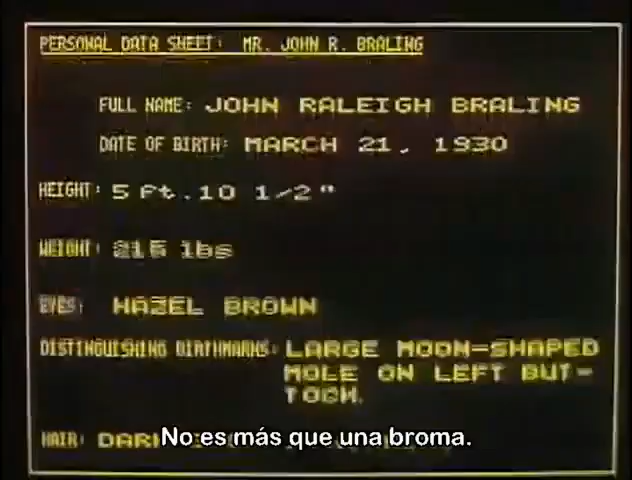 PERSONAL DATA SHEET: MR. JOHN R. BRALING
FULL NAME: JOHN RALEIGH BRALING
DATE OF BIRTH: MARCH 21, 1930
HEIGHT: 5 ft.10 1/2"
WEIGHT: 215 lbs
EYES: HAZEL BROWN
DISTINGUISHING BIRTHMARKS: LARGE MOON-SHAPED
MOLE ON LEFT BUT-
TOCK.
HAIR: DARK
No es más que una broma.